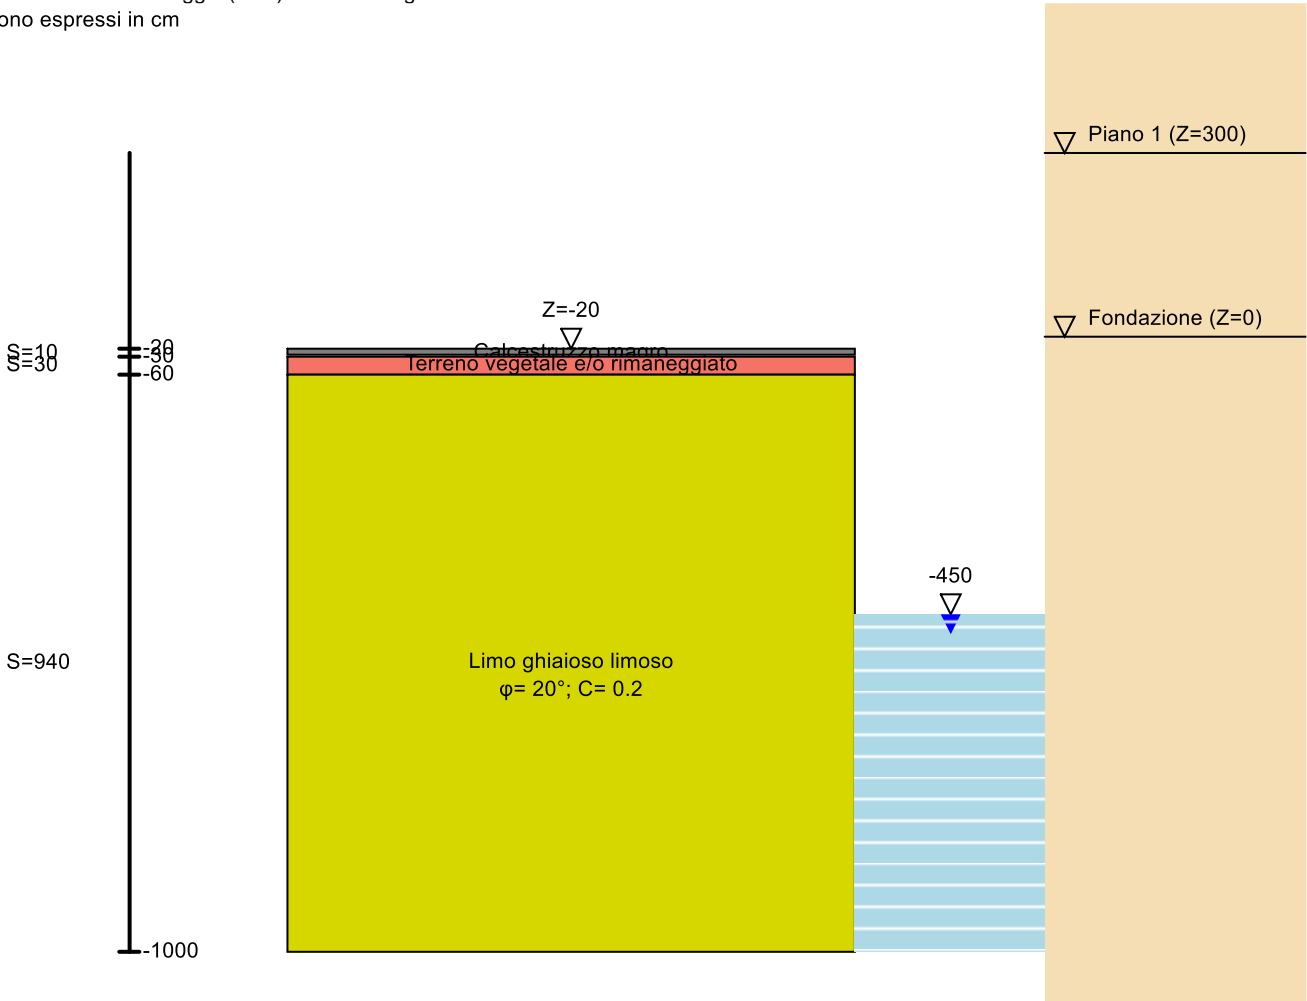 ono espressi in cm
Piano 1 (Z=300)
Z=-20
Fondazione (Z=0)
S=10
-20
-30
Calcestruzzo magro
S=30
Terreno vegetale e/o rimaneggiato
-60
-450
S=940
Limo ghiaioso limoso
φ= 20°; C= 0.2
-1000